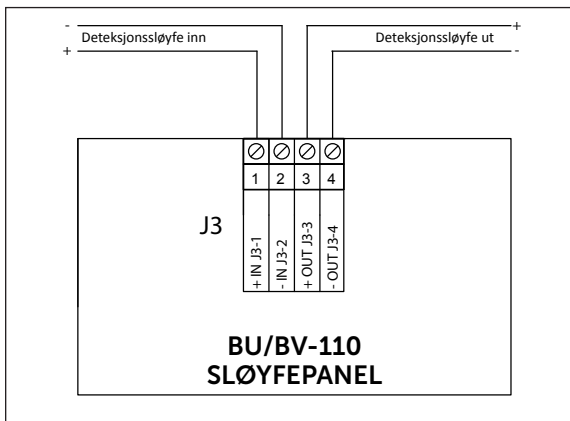 -
+
Deteksjonssløyfe inn
Deteksjonssløyfe ut
+
-
1 2 3 4
J3
+ IN J3-1
- IN J3-2
+ OUT J3-3
- OUT J3-4
BU/BV-110
SLØYFEPANEL